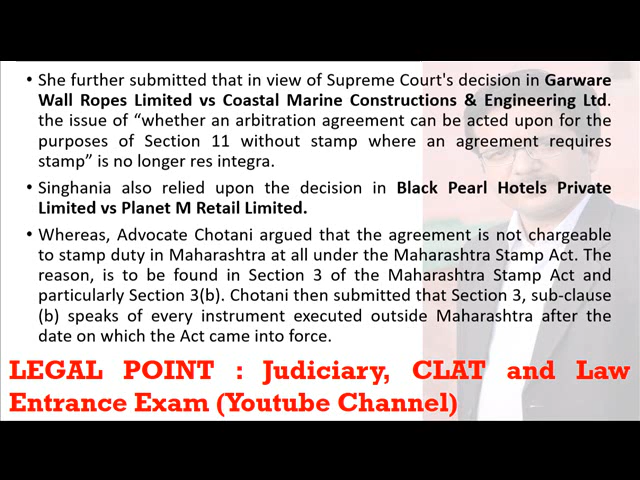 • She further submitted that in view of Supreme Court's decision in Garware
Wall Ropes Limited vs Coastal Marine Constructions & Engineering Ltd.
the issue of “whether an arbitration agreement can be acted upon for the
purposes of Section 11 without stamp where an agreement requires
stamp” is no longer res integra.
• Singhania also relied upon the decision in Black Pearl Hotels Private
Limited vs Planet M Retail Limited.
• Whereas, Advocate Chotani argued that the agreement is not chargeable
to stamp duty in Maharashtra at all under the Maharashtra Stamp Act. The
reason, is to be found in Section 3 of the Maharashtra Stamp Act and
particularly Section 3(b). Chotani then submitted that Section 3, sub-clause
(b) speaks of every instrument executed outside Maharashtra after the
date on which the Act came into force.
LEGAL POINT : Judiciary, CLAT and Law
Entrance Exam (Youtube Channel)